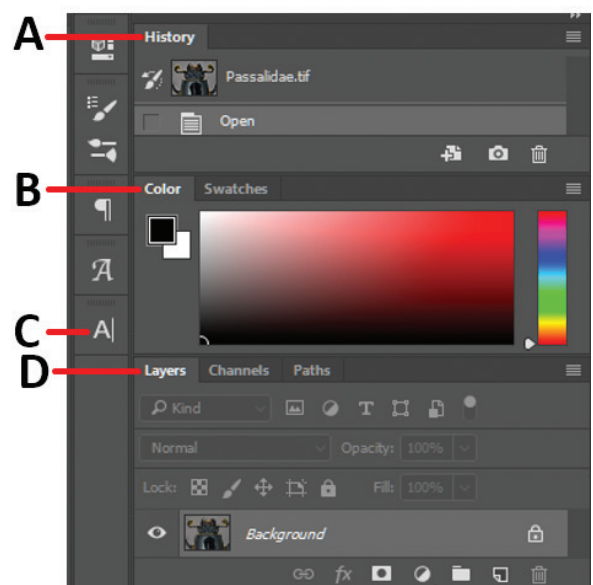 A
History
Passalidae.tif
Open
B
Color Swatches
¶
A
C
A|
D
Layers Channels Paths
Kind
T
Normal Opacity: 100%
Lock: Fill: 100%
Background
fx